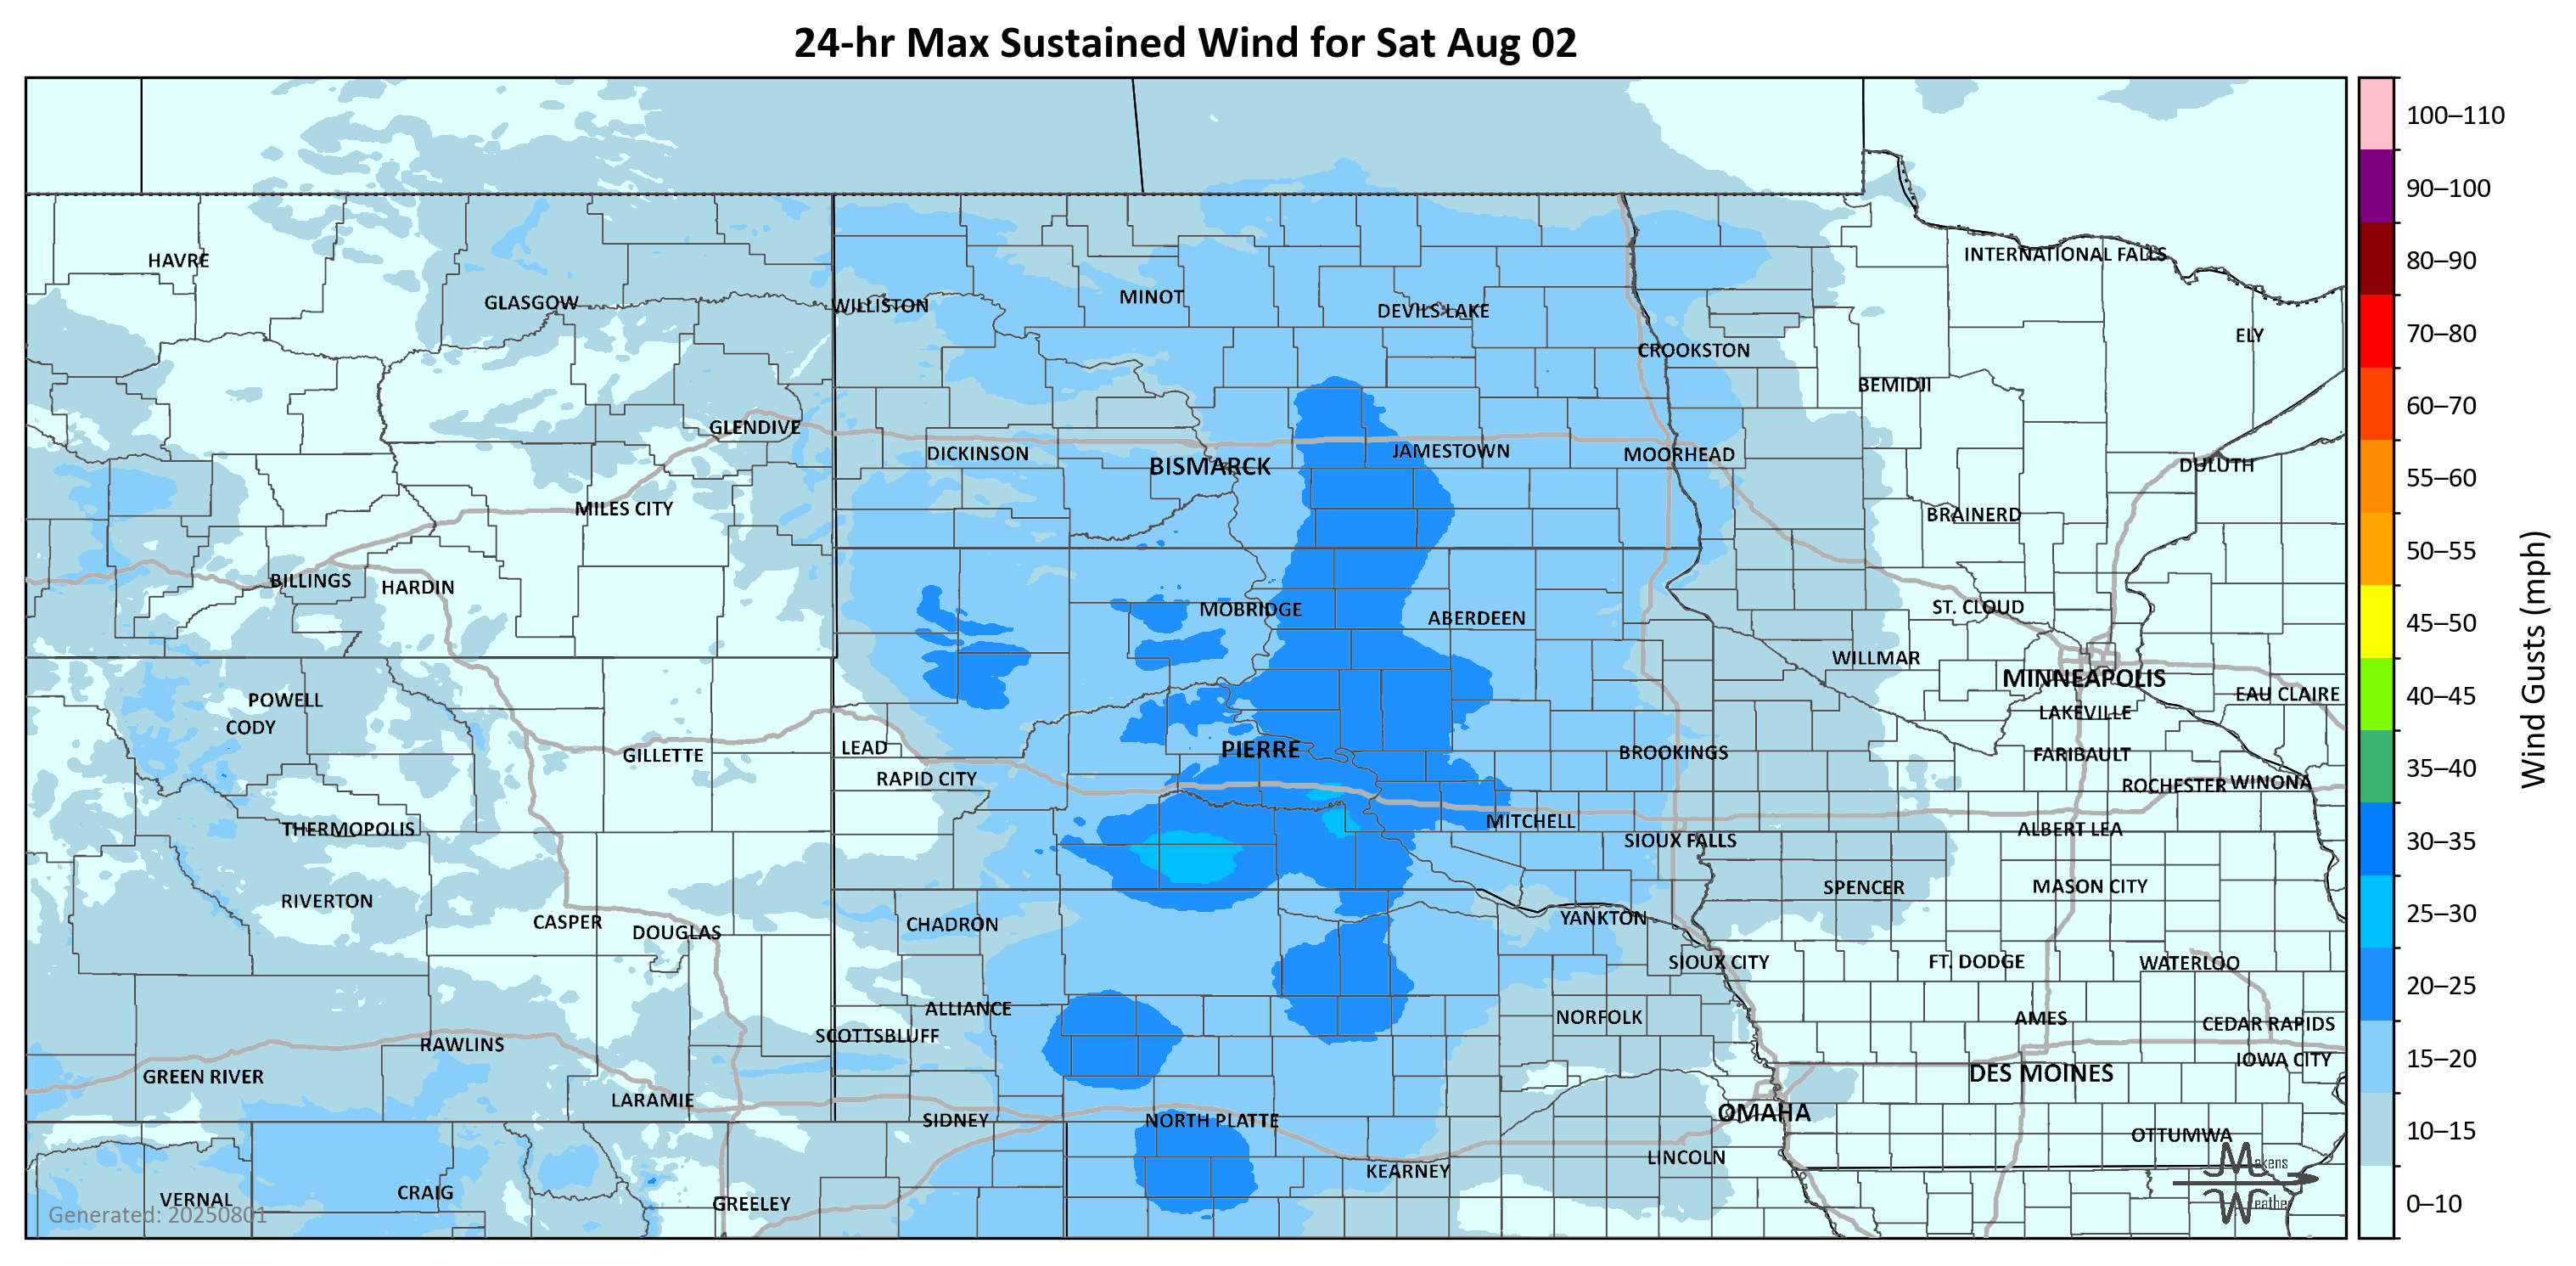 24-hr Max Sustained Wind for Sat Aug 02
100–110
90–100
80–90
70–80
60–70
55–60
50–55
45–50
40–45
35–40
30–35
25–30
20–25
15–20
10–15
0–10
Wind Gusts (mph)
HAVRE
INTERNATIONAL FALLS
GLASGOW
WILLISTON
MINOT
DEVILS LAKE
ELY
CROOKSTON
BEMIDJI
GLENDIVE
DICKINSON
BISMARCK
JAMESTOWN
MOORHEAD
DULUTH
MILES CITY
BRAINERD
BILLINGS
HARDIN
MOBRIDGE
ABERDEEN
ST. CLOUD
WILLMAR
MINNEAPOLIS
POWELL
EAU CLAIRE
CODY
LAKEVILLE
GILLETTE
LEAD
PIERRE
BROOKINGS
FARIBAULT
RAPID CITY
ROCHESTER
WINONA
THERMOPOLIS
MITCHELL
ALBERT LEA
SIOUX FALLS
RIVERTON
SPENCER
MASON CITY
CASPER
DOUGLAS
CHADRON
YANKTON
SIOUX CITY
FT. DODGE
WATERLOO
ALLIANCE
NORFOLK
AMES
CEDAR RAPIDS
SCOTTSBLUFF
RAWLINS
IOWA CITY
GREEN RIVER
DES MOINES
LARAMIE
SIDNEY
NORTH PLATTE
OMAHA
OTTUMWA
KEARNEY
LINCOLN
VERNAL
CRAIG
GREELEY
Generated: 20250801
Makens
Weather